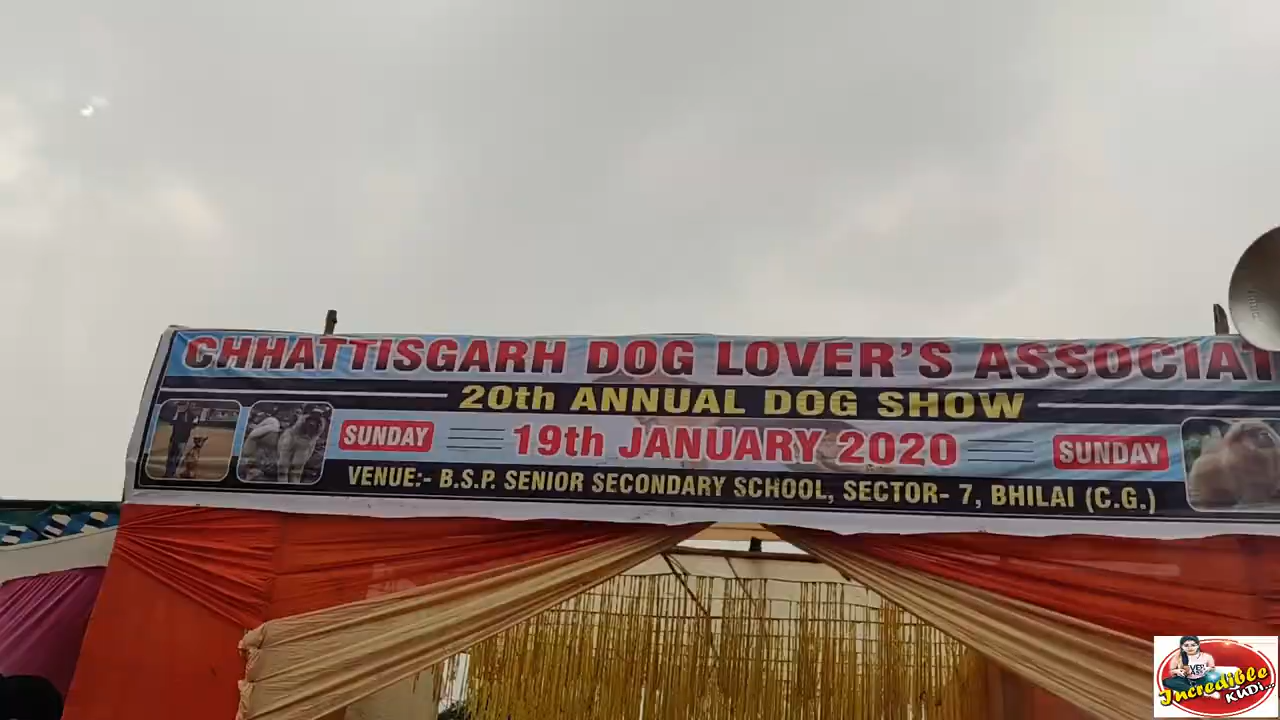 CHHATTISGARH DOG LOVER'S ASSOCIAT
20th ANNUAL DOG SHOW
SUNDAY 19th JANUARY 2020 SUNDAY
VENUE:- B.S.P. SENIOR SECONDARY SCHOOL, SECTOR- 7, BHILAI (C.G.)
Incredible
KUDi...